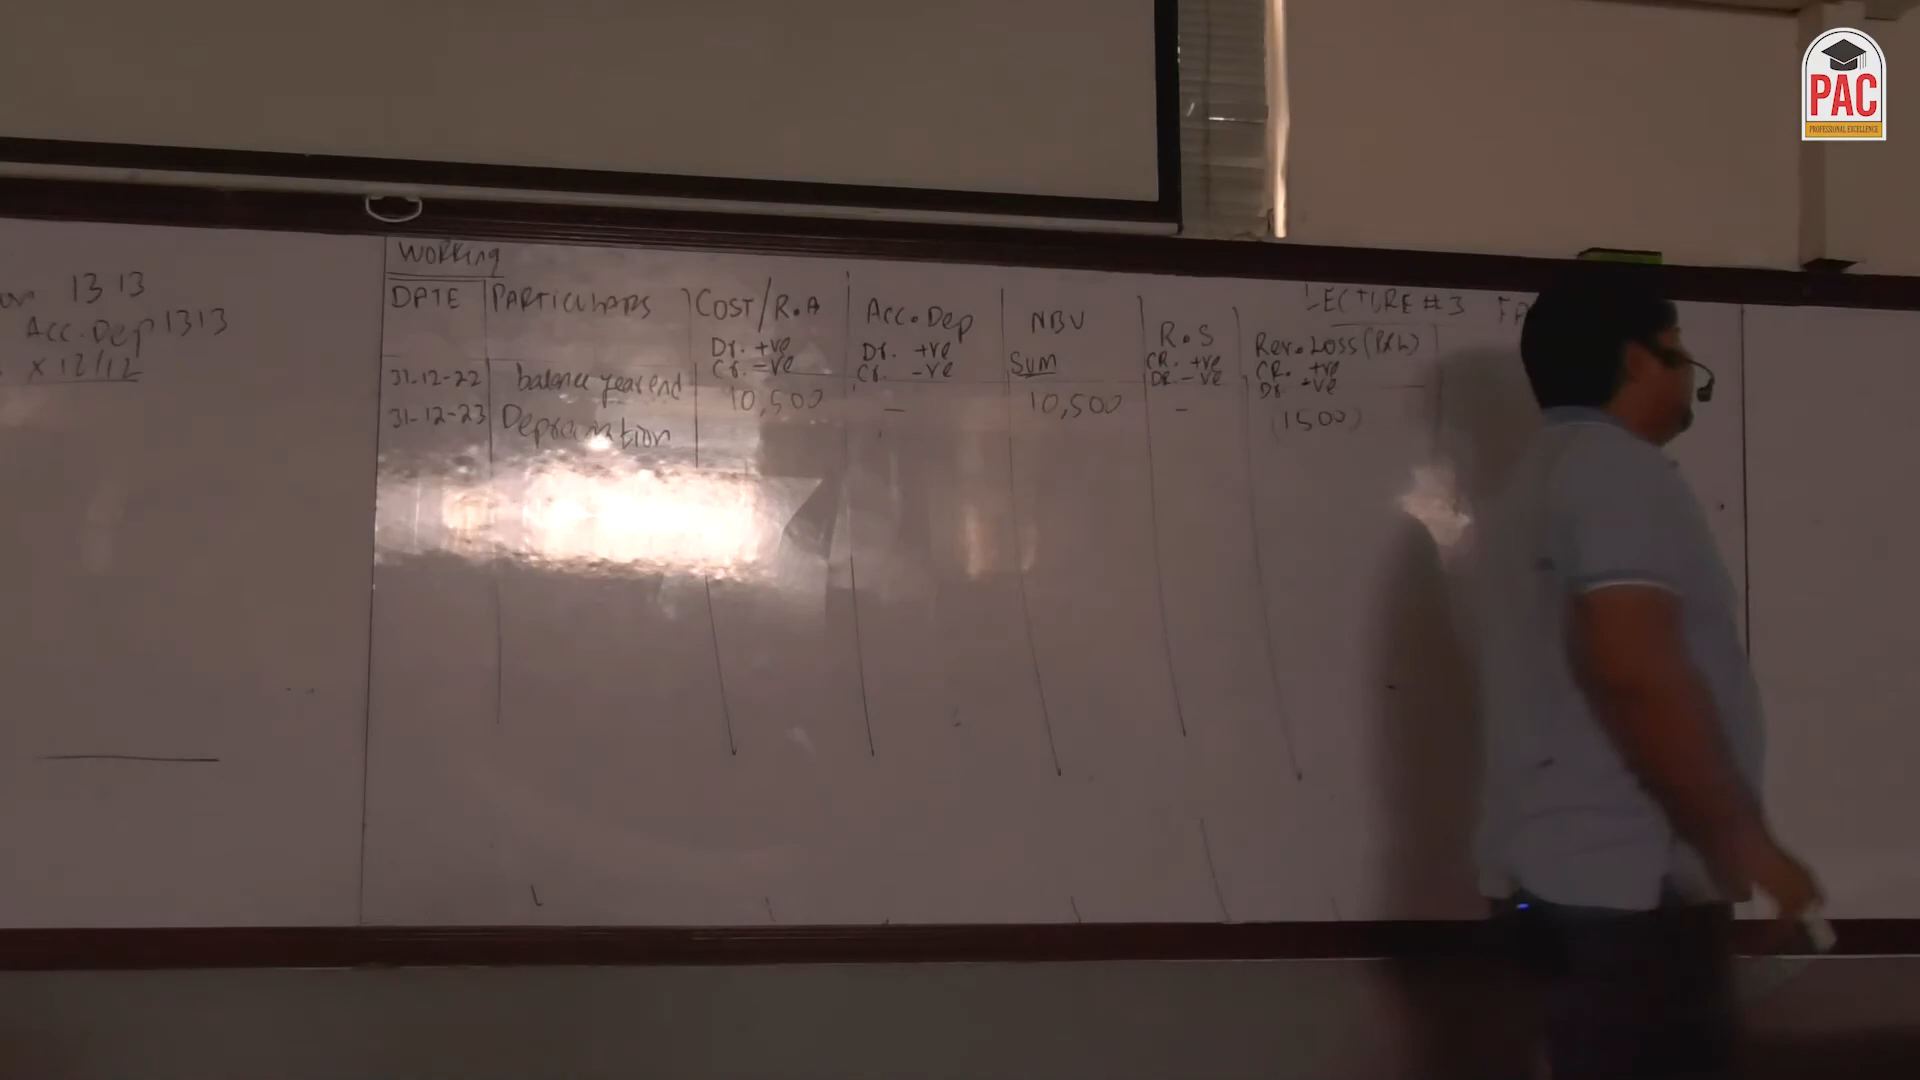 PAC
PROFESSIONAL EXCELLENCE
13 13
Acc.Dep 1313
x 12/12
WORKing
LECTURE #3
DATE PARTICULARS COST/R.A Acc.Dep NBV R.S Rev.Loss(P&L)
Dr. +ve Dr. +ve Sum CR. +ve CR. +ve
Cr. -ve Cr. -ve DR. -ve Dr. +ve
31-12-22 balance year end 10,500 - 10,500 - (1500)
31-12-23 Depreciation